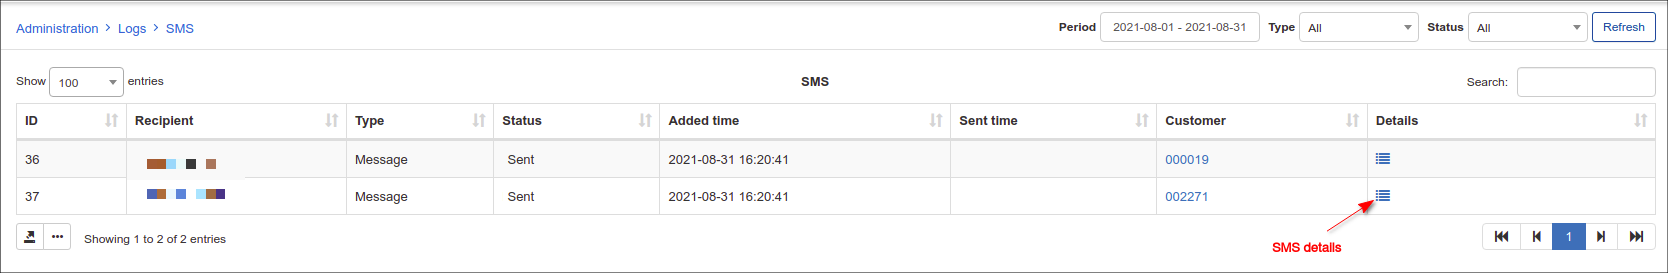 Administration > Logs > SMS Period 2021-08-01 - 2021-08-31 Type All Status All Refresh
Show 100 entries SMS Search:
ID Recipient Type Status Added time Sent time Customer Details
36 Message Sent 2021-08-31 16:20:41 000019
37 Message Sent 2021-08-31 16:20:41 002271
Showing 1 to 2 of 2 entries 1
SMS details